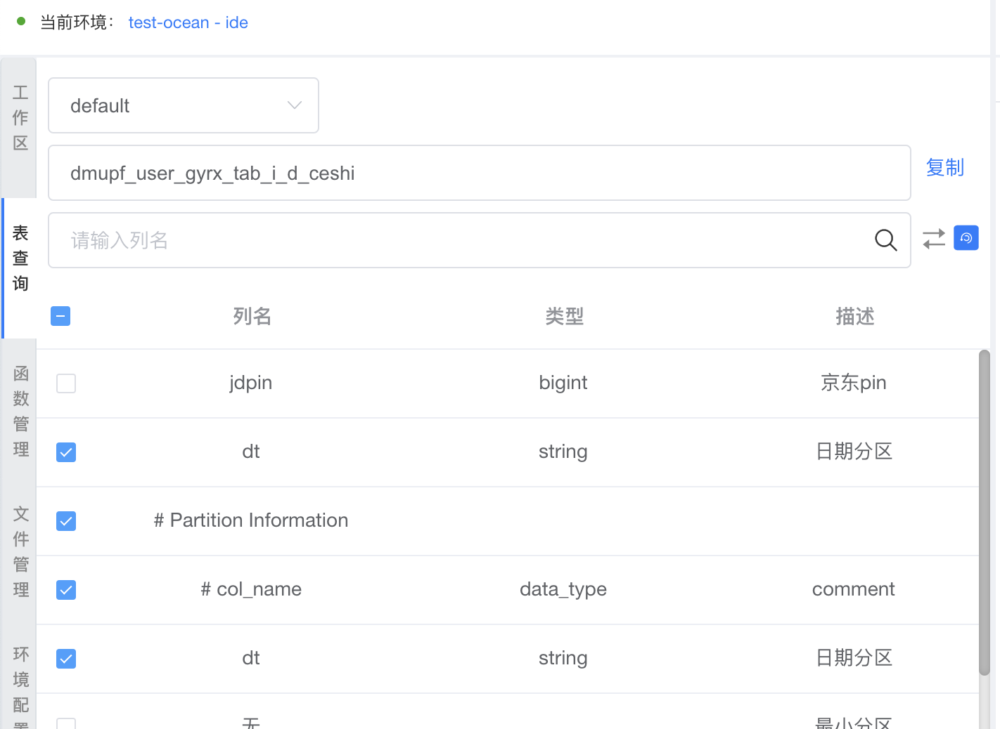 当前环境： test-ocean - ide
工作区
default
dmupf_user_gyrx_tab_i_d_ceshi 复制
请输入列名
表查询
列名 类型 描述
jdpin bigint 京东pin
函数管理
dt string 日期分区
# Partition Information
文件管理
# col_name data_type comment
dt string 日期分区
环境配置
无 最小分区